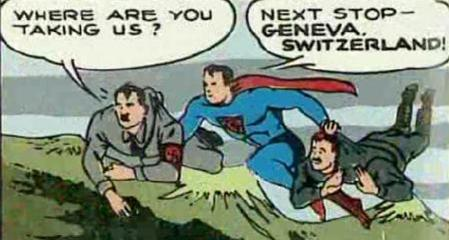 WHERE ARE YOU
TAKING US?
NEXT STOP—
GENEVA,
SWITZERLAND!